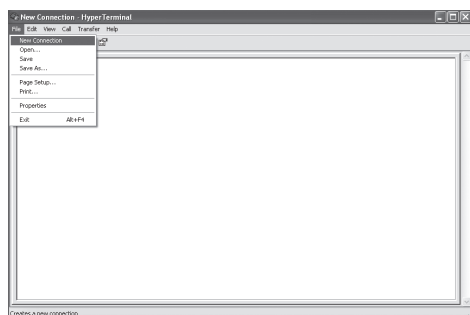 New Connection - HyperTerminal
File Edit View Call Transfer Help
New Connection
Open...
Save
Save As...
Page Setup...
Print...
Properties
Exit Alt+F4
Creates a new connection